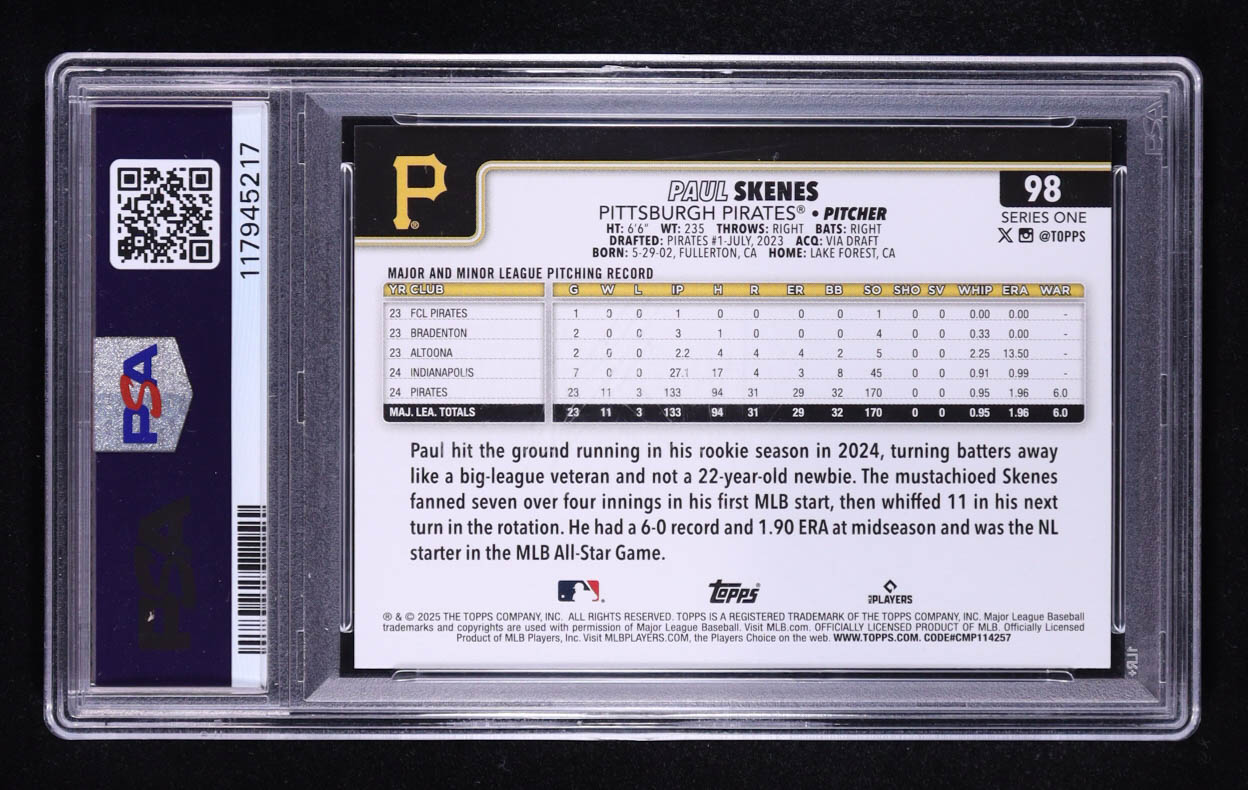 117945217
PSA
PSA
P
PAUL SKENES
PITTSBURGH PIRATES® • PITCHER
HT: 6'6" WT: 235 THROWS: RIGHT BATS: RIGHT
DRAFTED: PIRATES #1-JULY, 2023 ACQ: VIA DRAFT
BORN: 5-29-02, FULLERTON, CA HOME: LAKE FOREST, CA
98
SERIES ONE
@TOPPS
MAJOR AND MINOR LEAGUE PITCHING RECORD
YR CLUB G W L IP H R ER BB SO SHO SV WHIP ERA WAR
23 FCL PIRATES 1 0 0 1 0 0 0 0 1 0 0 0.00 0.00 -
23 BRADENTON 2 0 0 3 1 0 0 0 4 0 0 0.33 0.00 -
23 ALTOONA 2 0 0 2.2 4 4 4 2 5 0 0 2.25 13.50 -
24 INDIANAPOLIS 7 0 0 27.1 17 4 3 8 45 0 0 0.91 0.99 -
24 PIRATES 23 11 3 133 94 31 29 32 170 0 0 0.95 1.96 6.0
MAJ. LEA. TOTALS 23 11 3 133 94 31 29 32 170 0 0 0.95 1.96 6.0
Paul hit the ground running in his rookie season in 2024, turning batters away
like a big-league veteran and not a 22-year-old newbie. The mustachioed Skenes
fanned seven over four innings in his first MLB start, then whiffed 11 in his next
turn in the rotation. He had a 6-0 record and 1.90 ERA at midseason and was the NL
starter in the MLB All-Star Game.
Topps®
MLB PLAYERS
® & © 2025 THE TOPPS COMPANY, INC. ALL RIGHTS RESERVED. TOPPS IS A REGISTERED TRADEMARK OF THE TOPPS COMPANY, INC. Major League Baseball
trademarks and copyrights are used with permission of Major League Baseball. Visit MLB.com. OFFICIALLY LICENSED PRODUCT OF MLB. Officially Licensed
Product of MLB Players, Inc. Visit MLBPLAYERS.COM, the Players Choice on the web. WWW.TOPPS.COM. CODE#CMP114257
PSA